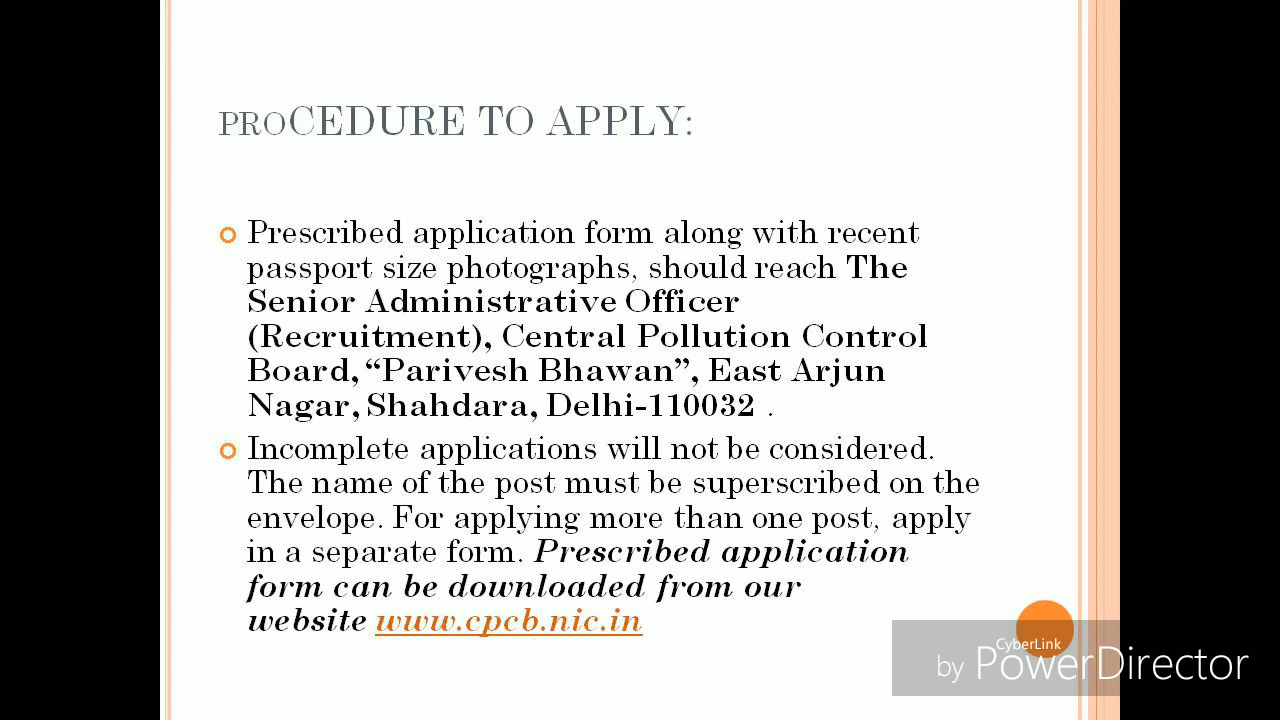 PROCEDURE TO APPLY:
Prescribed application form along with recent
passport size photographs, should reach The
Senior Administrative Officer
(Recruitment), Central Pollution Control
Board, “Parivesh Bhawan”, East Arjun
Nagar, Shahdara, Delhi-110032 .
Incomplete applications will not be considered.
The name of the post must be superscribed on the
envelope. For applying more than one post, apply
in a separate form. Prescribed application
form can be downloaded from our
website www.cpcb.nic.in
CyberLink
by PowerDirector